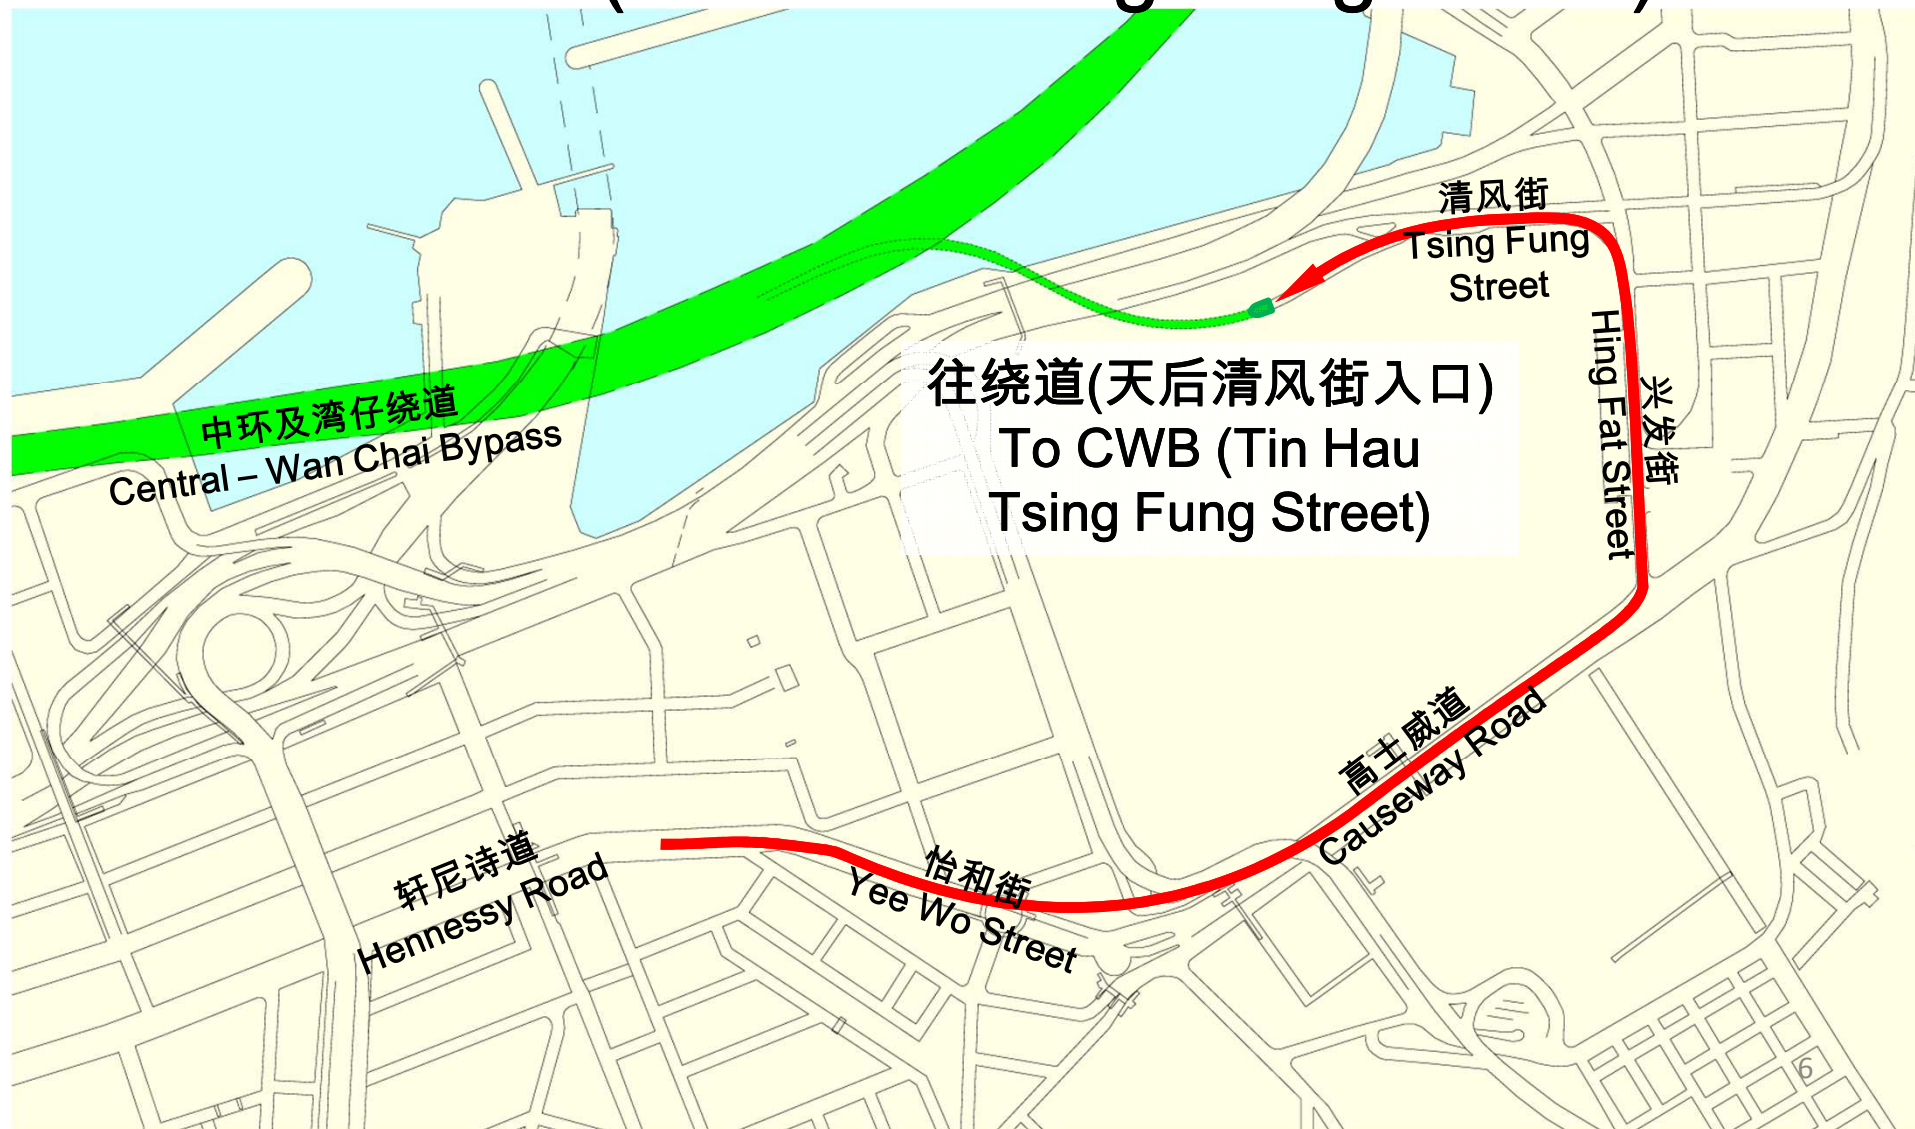 清风街
Tsing Fung
Street
Hing Fat Street
兴发街
往绕道(天后清风街入口)
To CWB (Tin Hau
Tsing Fung Street)
中环及湾仔绕道
Central – Wan Chai Bypass
高士威道
Causeway Road
轩尼诗道
Hennessy Road
怡和街
Yee Wo Street
6